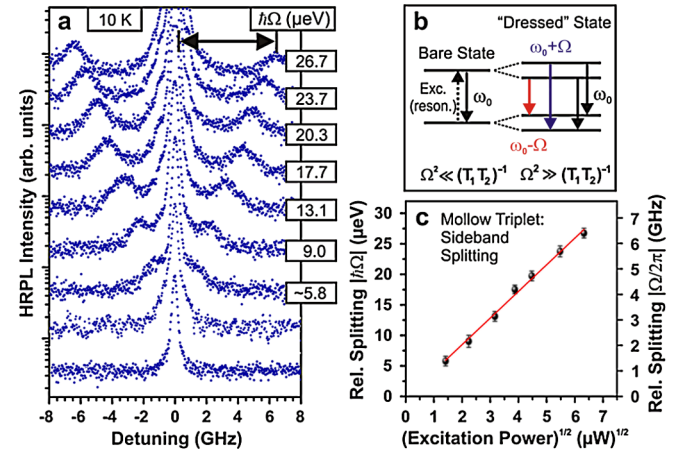 a
10 K
ℏΩ (µeV)
26.7
23.7
20.3
17.7
13.1
9.0
~5.8
HRPL Intensity (arb. units)
-8 -6 -4 -2 0 2 4 6 8
Detuning (GHz)
b
"Dressed" State
Bare State
ω₀+Ω
Exc.
(reson.)
ω₀
ω₀
ω₀-Ω
Ω²≪(T₁T₂)⁻¹ Ω²≫(T₁T₂)⁻¹
c
Mollow Triplet:
Sideband
Splitting
Rel. Splitting |ℏΩ| (µeV)
30
25
20
15
10
5
0
Rel. Splitting |Ω/2π| (GHz)
7
6
5
4
3
2
1
0
0 1 2 3 4 5 6 7
(Excitation Power)¹/² (µW)¹/²